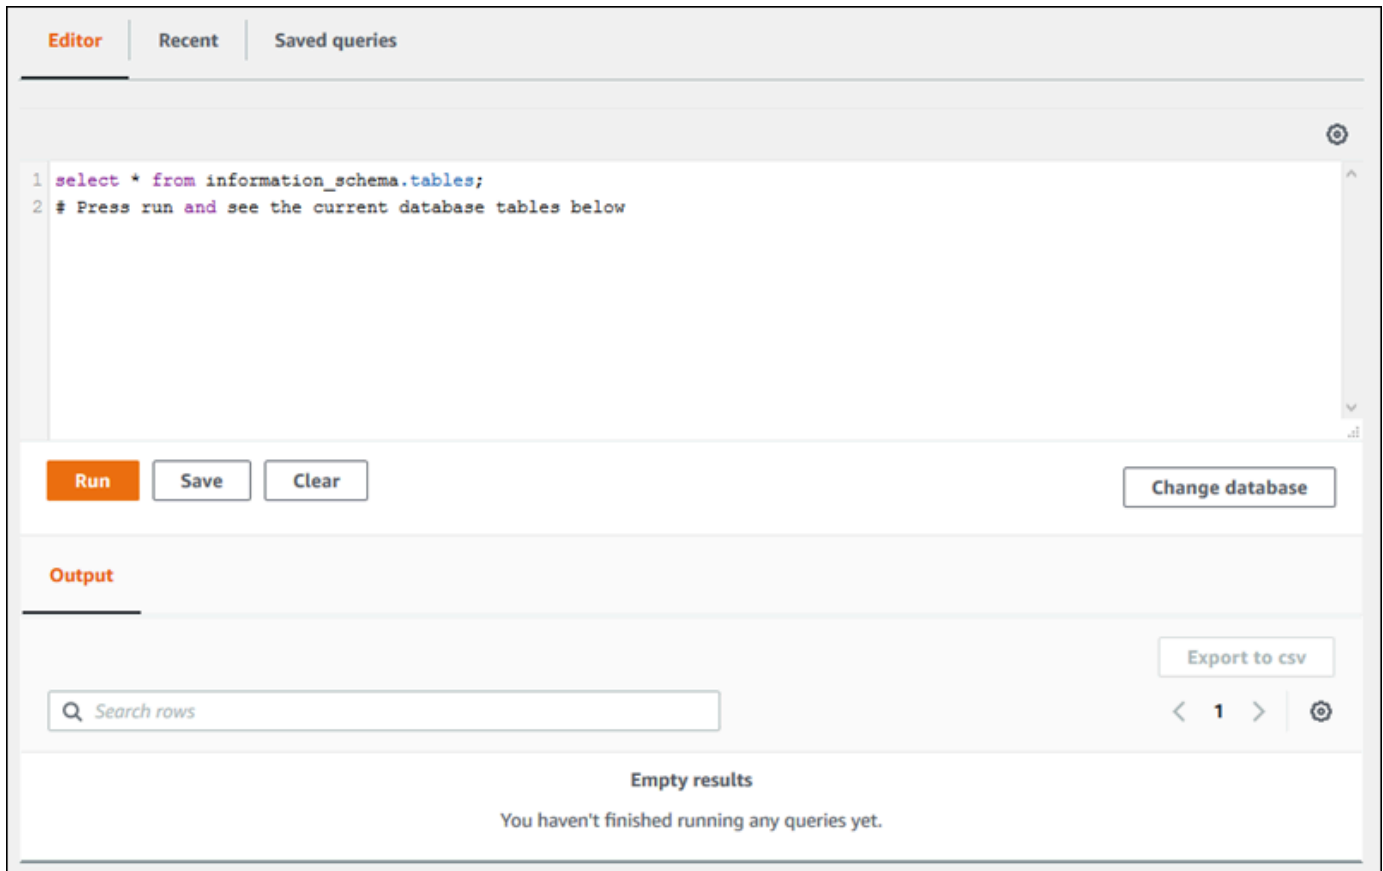 Editor Recent Saved queries
1 select * from information_schema.tables;
2 # Press run and see the current database tables below
Run Save Clear Change database
Output
Export to csv
Search rows 1
Empty results
You haven't finished running any queries yet.